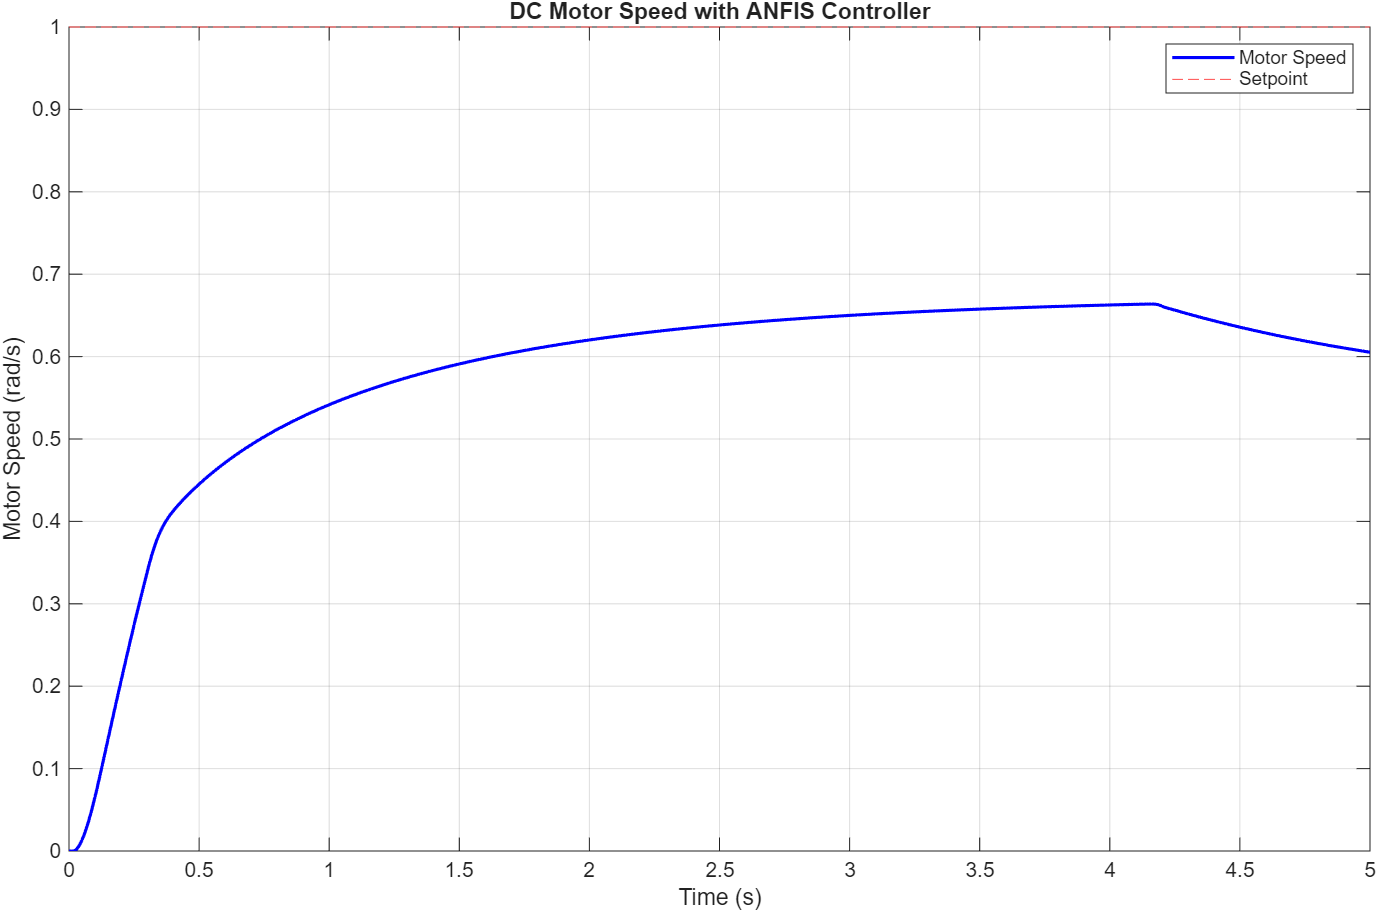 DC Motor Speed with ANFIS Controller
Motor Speed
Setpoint
1
0.9
0.8
0.7
0.6
0.5
0.4
0.3
0.2
0.1
0
Motor Speed (rad/s)
0 0.5 1 1.5 2 2.5 3 3.5 4 4.5 5
Time (s)